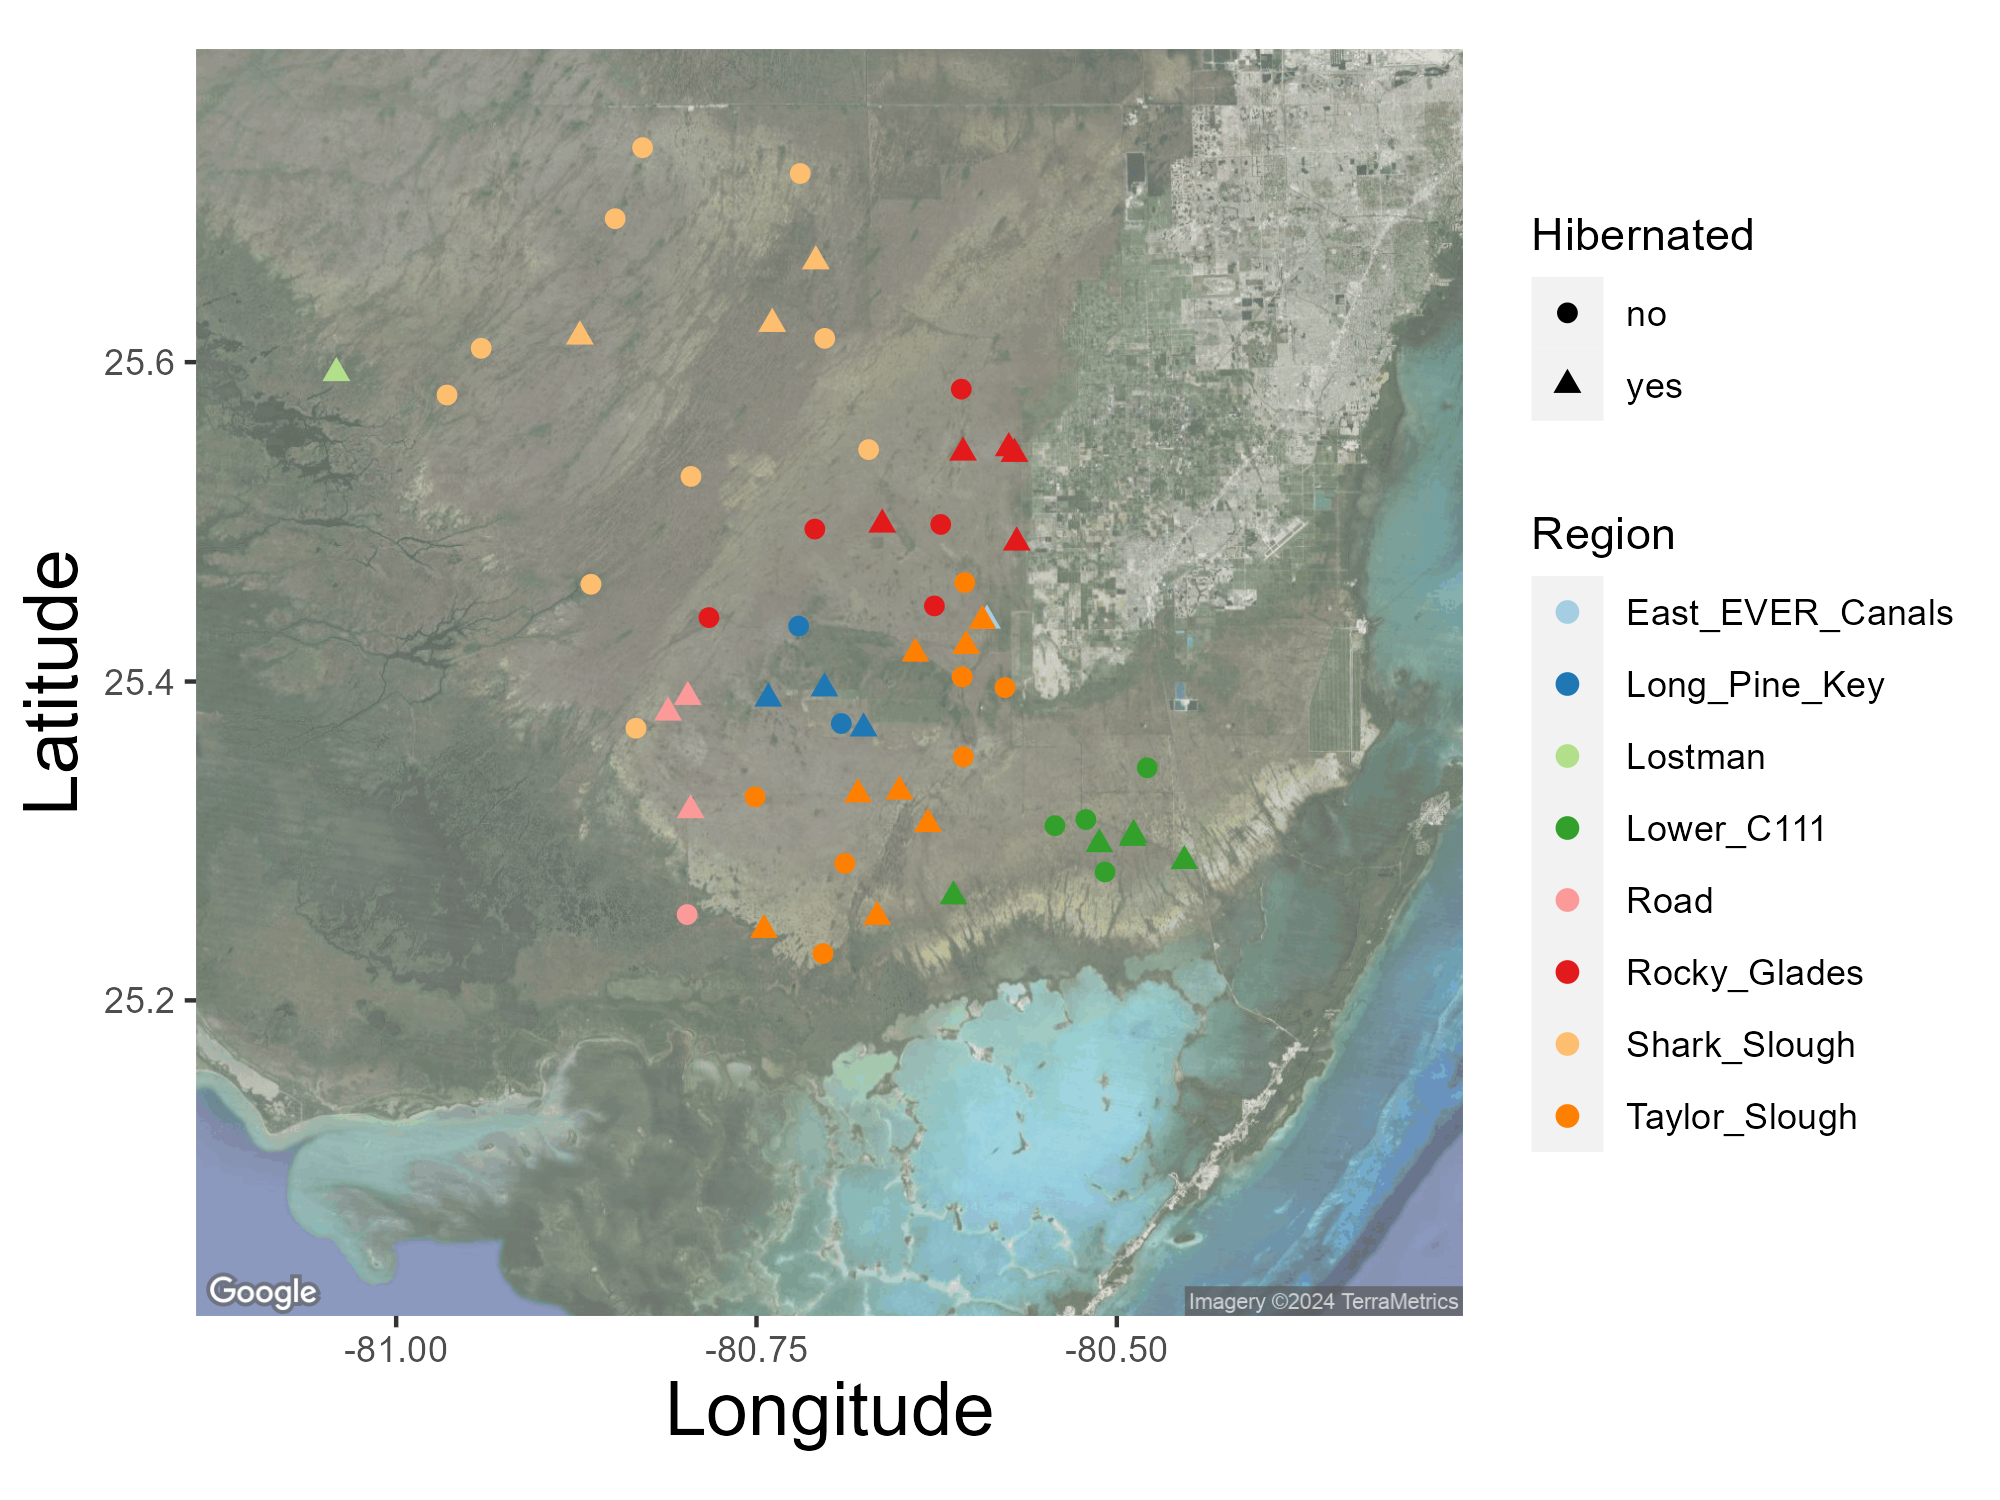 Latitude
25.6
25.4
25.2
-81.00
-80.75
-80.50
Longitude
Google
Imagery ©2024 TerraMetrics
Hibernated
no
yes
Region
East_EVER_Canals
Long_Pine_Key
Lostman
Lower_C111
Road
Rocky_Glades
Shark_Slough
Taylor_Slough